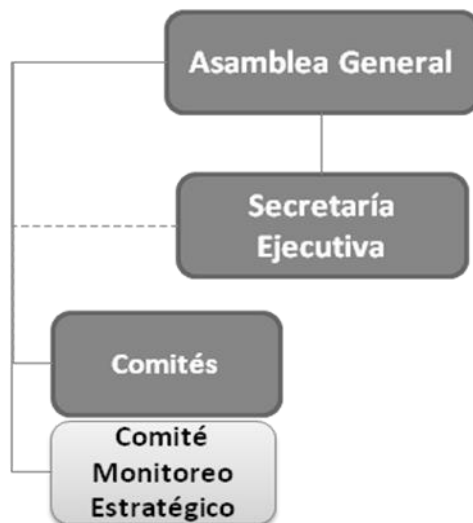 Asamblea General
Secretaría
Ejecutiva
Comités
Comité
Monitoreo
Estratégico